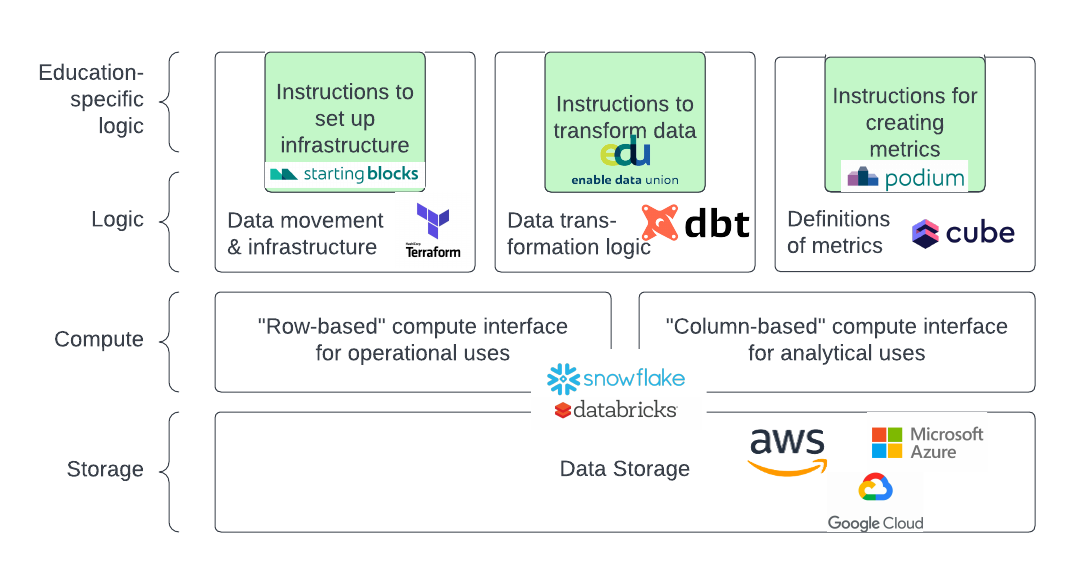 Education-
specific
logic
Instructions to
set up
infrastructure
starting blocks
Instructions to
transform data
edu
enable data union
Instructions for
creating
metrics
podium
Logic
Data movement
& infrastructure
HashiCorp
Terraform
Data trans-
formation logic
dbt
Definitions
of metrics
cube
Compute
"Row-based" compute interface
for operational uses
"Column-based" compute interface
for analytical uses
snowflake
databricks
Storage
Data Storage
aws
Microsoft
Azure
Google Cloud